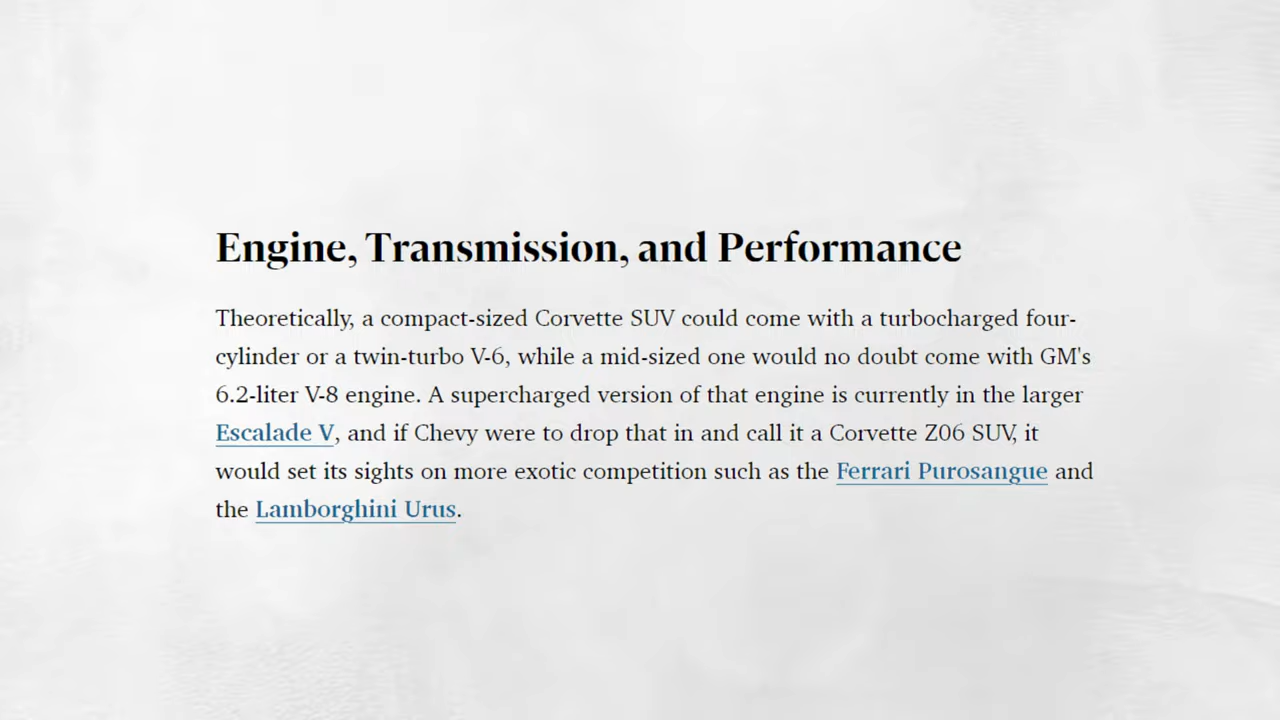 Engine, Transmission, and Performance
Theoretically, a compact-sized Corvette SUV could come with a turbocharged four-
cylinder or a twin-turbo V-6, while a mid-sized one would no doubt come with GM's
6.2-liter V-8 engine. A supercharged version of that engine is currently in the larger
Escalade V, and if Chevy were to drop that in and call it a Corvette Z06 SUV, it
would set its sights on more exotic competition such as the Ferrari Purosangue and
the Lamborghini Urus.